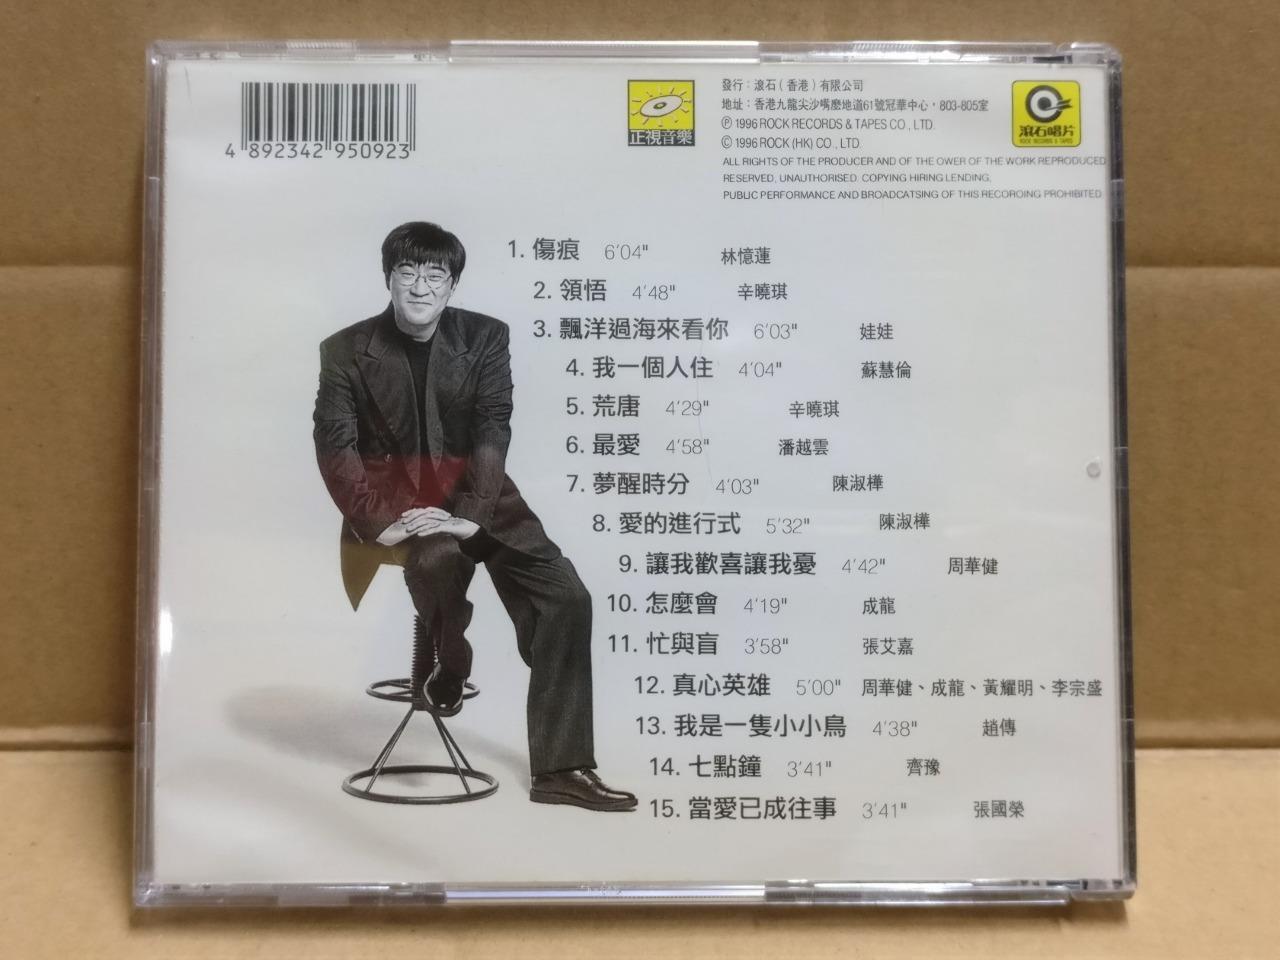 4 892342 950923
正視音樂
發行：滾石（香港）有限公司
地址：香港九龍尖沙嘴麼地道61號冠華中心，803-805室
Ⓟ 1996 ROCK RECORDS & TAPES CO., LTD.
Ⓒ 1996 ROCK (HK) CO., LTD.
ALL RIGHTS OF THE PRODUCER AND OF THE OWER OF THE WORK REPRODUCED
RESERVED, UNAUTHORISED. COPYING HIRING LENDING,
PUBLIC PERFORMANCE AND BROADCATSING OF THIS RECOROING PROHIBITED
滾石唱片
ROCK RECORDS & TAPES
1. 傷痕 6'04" 林憶蓮
2. 領悟 4'48" 辛曉琪
3. 飄洋過海來看你 6'03" 娃娃
4. 我一個人住 4'04" 蘇慧倫
5. 荒唐 4'29" 辛曉琪
6. 最愛 4'58" 潘越雲
7. 夢醒時分 4'03" 陳淑樺
8. 愛的進行式 5'32" 陳淑樺
9. 讓我歡喜讓我憂 4'42" 周華健
10. 怎麼會 4'19" 成龍
11. 忙與盲 3'58" 張艾嘉
12. 真心英雄 5'00" 周華健、成龍、黃耀明、李宗盛
13. 我是一隻小小鳥 4'38" 趙傳
14. 七點鐘 3'41" 齊豫
15. 當愛已成往事 3'41" 張國榮